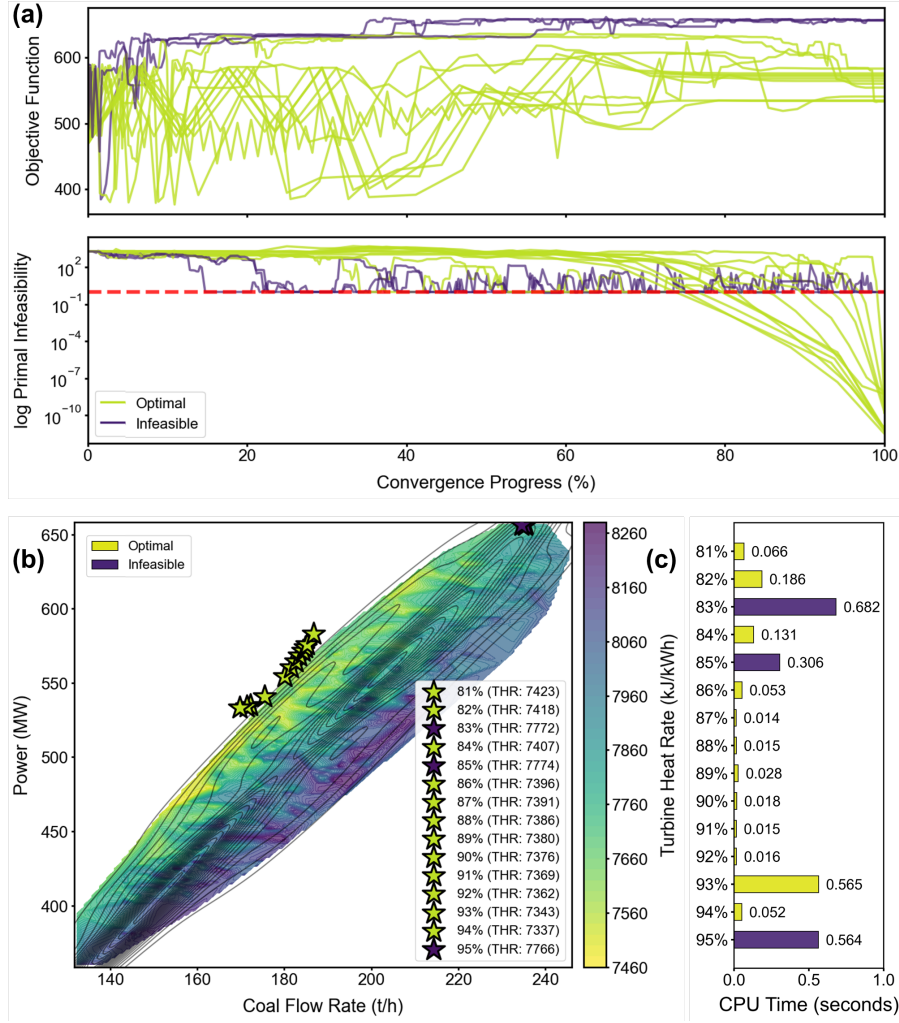 (a)
Objective Function
600
500
400
log Primal Infeasibility
10^2
10^-1
10^-4
10^-7
10^-10
Optimal
Infeasible
0
20
40
60
80
100
Convergence Progress (%)
(b)
Optimal
Infeasible
Power (MW)
650
600
550
500
450
400
81% (THR: 7423)
82% (THR: 7418)
83% (THR: 7772)
84% (THR: 7407)
85% (THR: 7774)
86% (THR: 7396)
87% (THR: 7391)
88% (THR: 7386)
89% (THR: 7380)
90% (THR: 7376)
91% (THR: 7369)
92% (THR: 7362)
93% (THR: 7343)
94% (THR: 7337)
95% (THR: 7766)
140
160
180
200
220
240
Coal Flow Rate (t/h)
8260
8160
8060
7960
7860
7760
7660
7560
7460
Turbine Heat Rate (kJ/kWh)
(c)
81% 0.066
82% 0.186
83% 0.682
84% 0.131
85% 0.306
86% 0.053
87% 0.014
88% 0.015
89% 0.028
90% 0.018
91% 0.015
92% 0.016
93% 0.565
94% 0.052
95% 0.564
0.0
0.5
1.0
CPU Time (seconds)